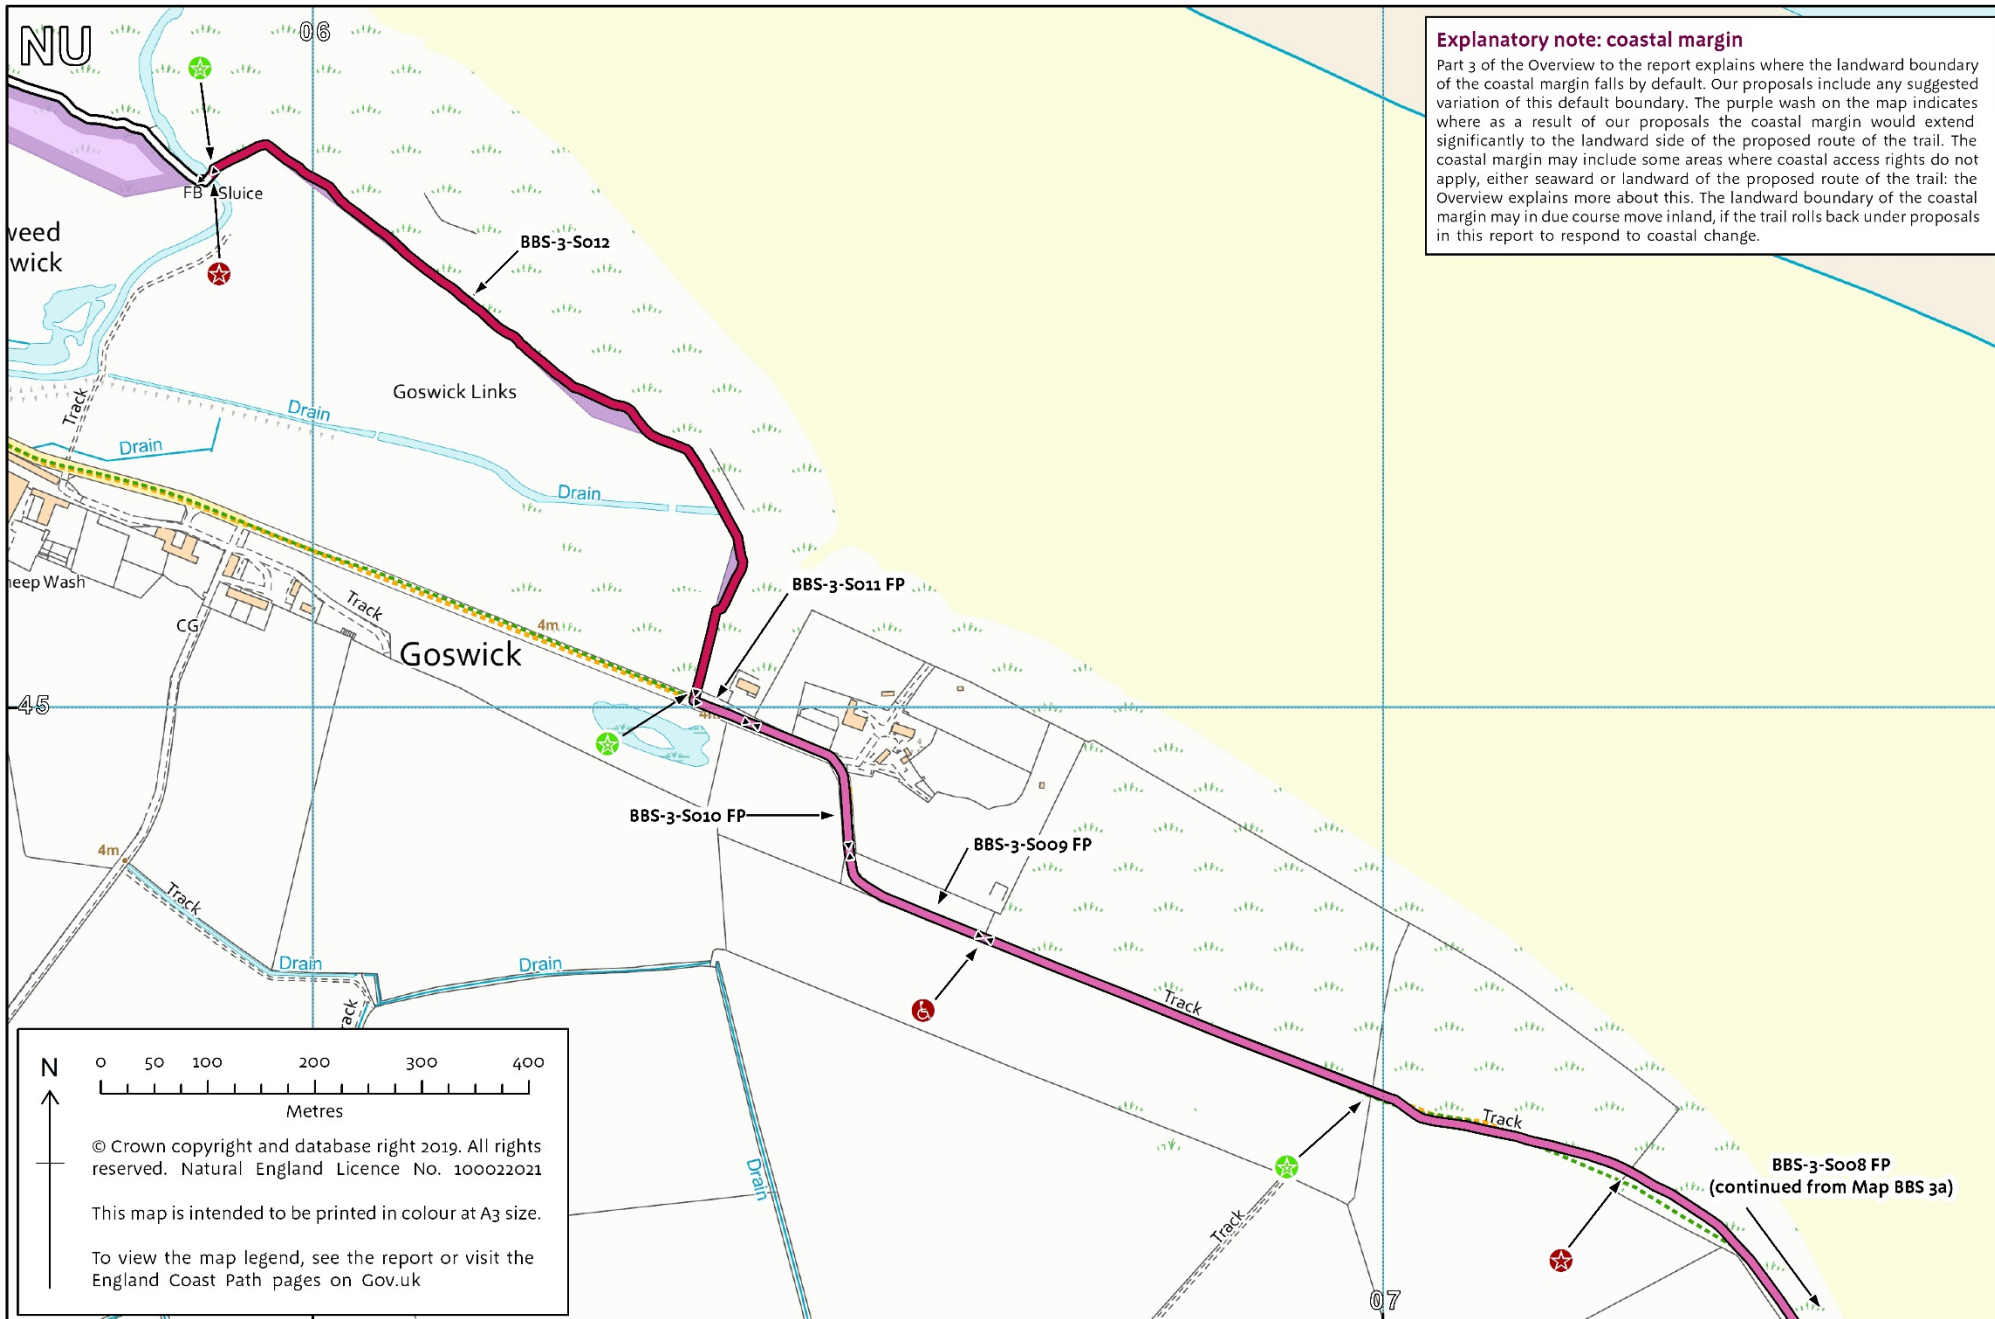 NU
06
Explanatory note: coastal margin
Part 3 of the Overview to the report explains where the landward boundary
of the coastal margin falls by default. Our proposals include any suggested
variation of this default boundary. The purple wash on the map indicates
where as a result of our proposals the coastal margin would extend
significantly to the landward side of the proposed route of the trail. The
coastal margin may include some areas where coastal access rights do not
apply, either seaward or landward of the proposed route of the trail: the
Overview explains more about this. The landward boundary of the coastal
margin may in due course move inland, if the trail rolls back under proposals
in this report to respond to coastal change.
FB
Sluice
weed
wick
BBS-3-S012
Goswick Links
Track
Drain
Drain
Drain
heep Wash
Track
CG
4m
Goswick
BBS-3-S011 FP
45
4m
BBS-3-S010 FP
BBS-3-S009 FP
4m
Track
Drain
Drain
Track
rack
Track
Track
Drain
BBS-3-S008 FP
(continued from Map BBS 3a)
07
N
0 50 100 200 300 400
Metres
© Crown copyright and database right 2019. All rights
reserved. Natural England Licence No. 100022021
This map is intended to be printed in colour at A3 size.
To view the map legend, see the report or visit the
England Coast Path pages on Gov.uk